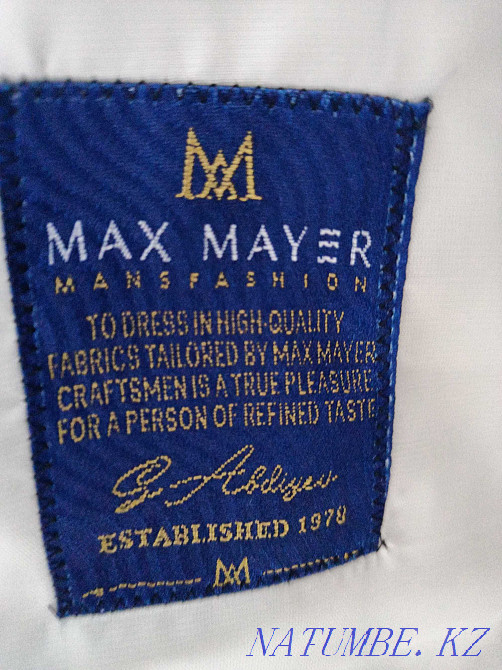 MAX MAYER
MANSFASHION
TO DRESS IN HIGH-QUALITY
FABRICS TAILORED BY MAX MAYER
CRAFTSMEN IS A TRUE PLEASURE
FOR A PERSON OF REFINED TASTE
ESTABLISHED 1978
NATUMBE.KZ